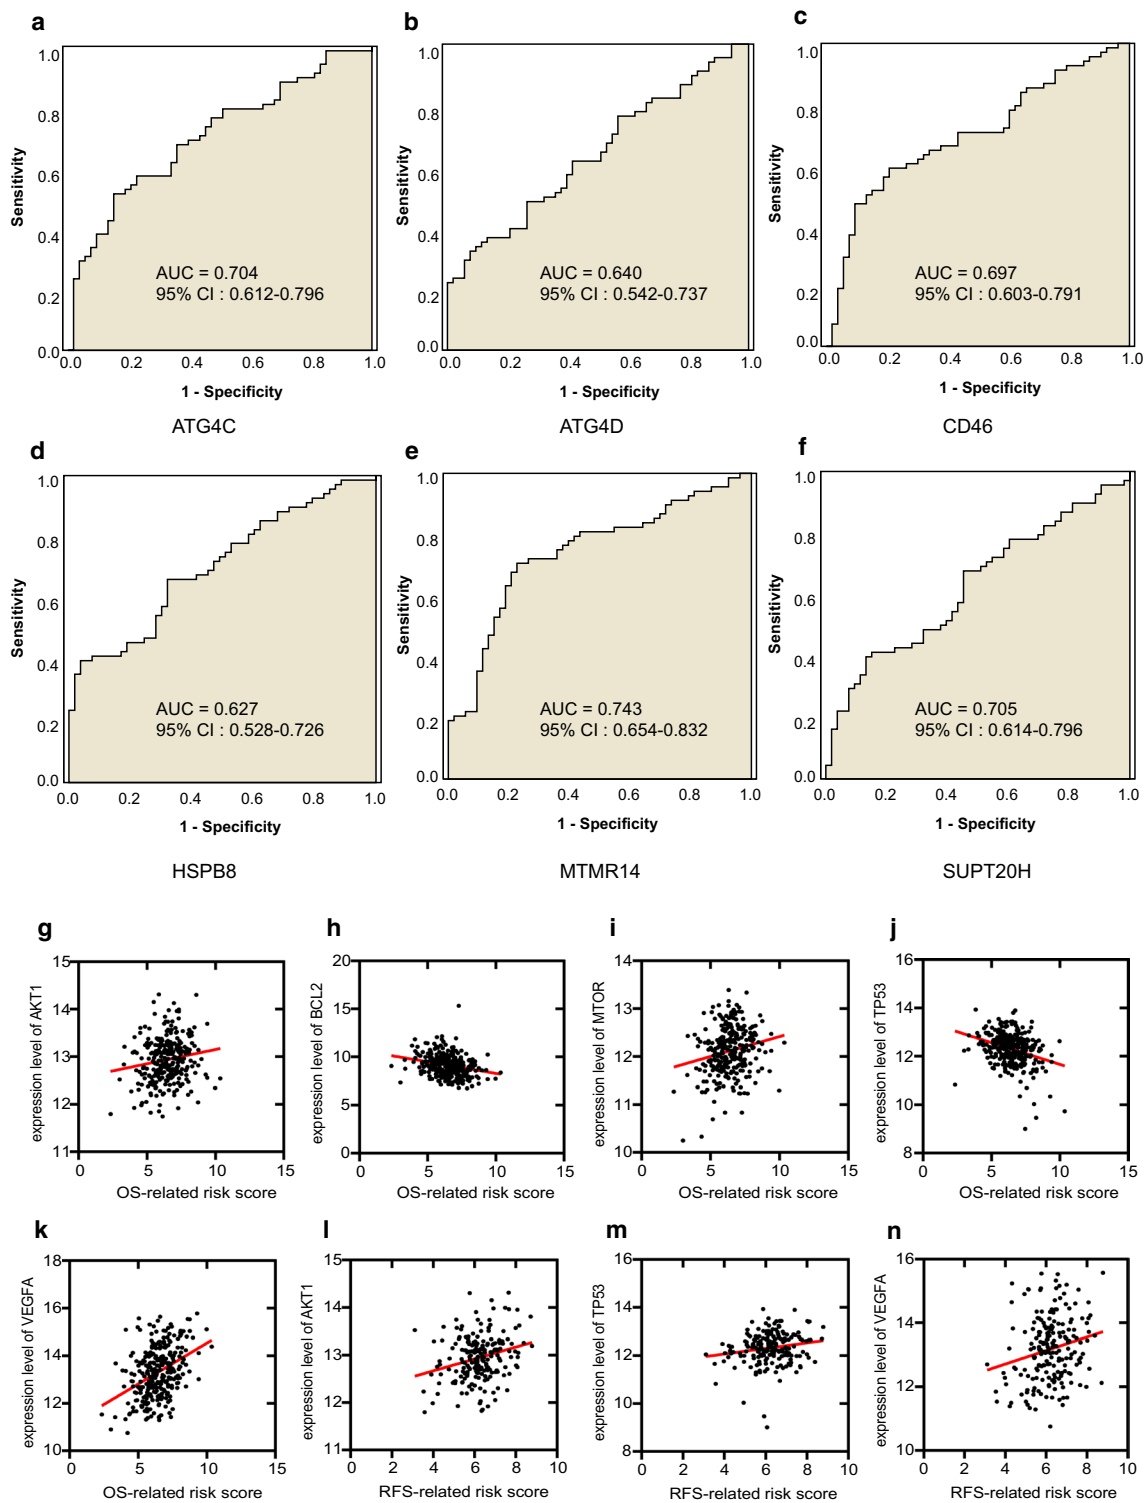 a
1.0
0.8
0.6
0.4
0.2
0.0
Sensitivity
AUC = 0.704
95% CI : 0.612-0.796
0.0 0.2 0.4 0.6 0.8 1.0
1 - Specificity
ATG4C
b
1.0
0.8
0.6
0.4
0.2
0.0
Sensitivity
AUC = 0.640
95% CI : 0.542-0.737
0.0 0.2 0.4 0.6 0.8 1.0
1 - Specificity
ATG4D
c
1.0
0.8
0.6
0.4
0.2
0.0
Sensitivity
AUC = 0.697
95% CI : 0.603-0.791
0.0 0.2 0.4 0.6 0.8 1.0
1 - Specificity
CD46
d
1.0
0.8
0.6
0.4
0.2
0.0
Sensitivity
AUC = 0.627
95% CI : 0.528-0.726
0.0 0.2 0.4 0.6 0.8 1.0
1 - Specificity
HSPB8
e
1.0
0.8
0.6
0.4
0.2
0.0
Sensitivity
AUC = 0.743
95% CI : 0.654-0.832
0.0 0.2 0.4 0.6 0.8 1.0
1 - Specificity
MTMR14
f
1.0
0.8
0.6
0.4
0.2
0.0
Sensitivity
AUC = 0.705
95% CI : 0.614-0.796
0.0 0.2 0.4 0.6 0.8 1.0
1 - Specificity
SUPT20H
g
15
14
13
12
11
expression level of AKT1
0 5 10 15
OS-related risk score
h
20
15
10
5
0
expression level of BCL2
0 5 10 15
OS-related risk score
i
14
13
12
11
10
expression level of MTOR
0 5 10 15
OS-related risk score
j
16
14
12
10
8
expression level of TP53
0 5 10 15
OS-related risk score
k
18
16
14
12
10
expression level of VEGFA
0 5 10 15
OS-related risk score
l
15
14
13
12
11
expression level of AKT1
0 2 4 6 8 10
RFS-related risk score
m
16
14
12
10
8
expression level of TP53
0 2 4 6 8 10
RFS-related risk score
n
16
14
12
10
expression level of VEGFA
0 2 4 6 8 10
RFS-related risk score